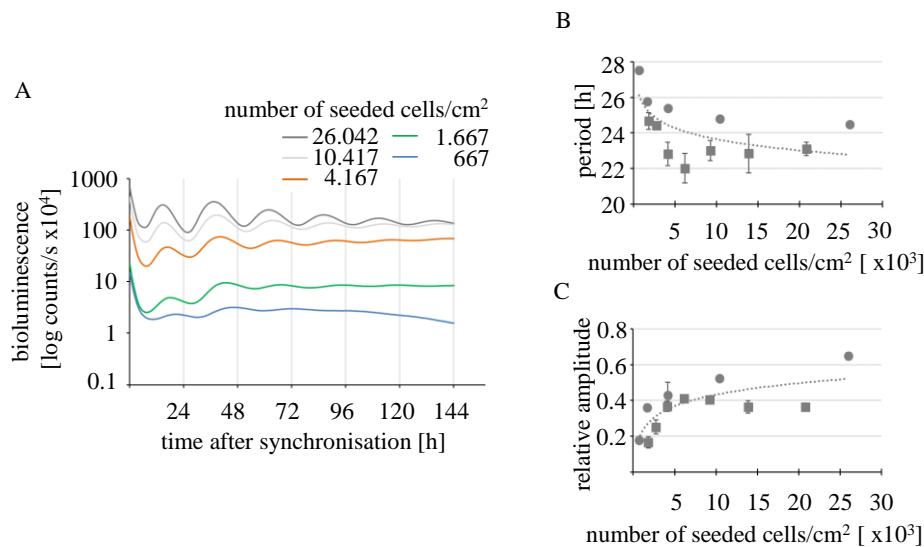 A
number of seeded cells/cm²
26.042 1.667
10.417 667
4.167
1000
100
10
1
0.1
bioluminescence
[log counts/s x10⁴]
24 48 72 96 120 144
time after synchronisation [h]
B
28
26
24
22
20
period [h]
5 10 15 20 25 30
number of seeded cells/cm² [ x10³]
C
0.8
0.6
0.4
0.2
relative amplitude
5 10 15 20 25 30
number of seeded cells/cm² [ x10³]